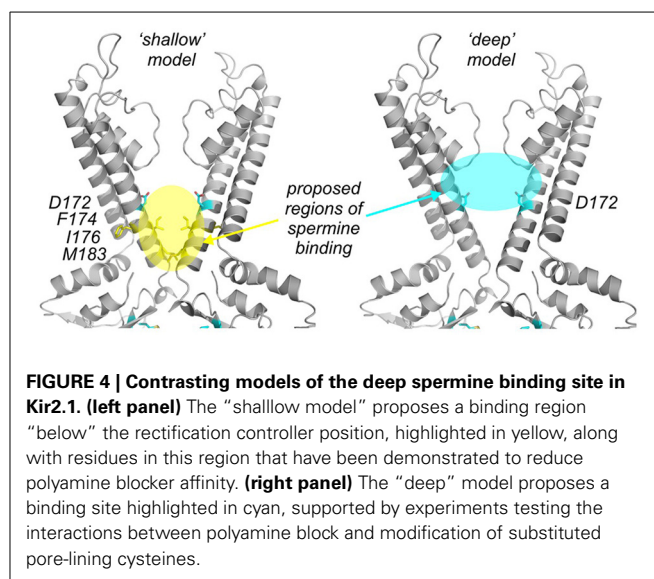 'shallow'
model
'deep'
model
D172
F174
I176
M183
proposed
regions of
spermine
binding
D172
FIGURE 4 | Contrasting models of the deep spermine binding site in
Kir2.1. (left panel) The “shalllow model” proposes a binding region
“below” the rectification controller position, highlighted in yellow, along
with residues in this region that have been demonstrated to reduce
polyamine blocker affinity. (right panel) The “deep” model proposes a
binding site highlighted in cyan, supported by experiments testing the
interactions between polyamine block and modification of substituted
pore-lining cysteines.